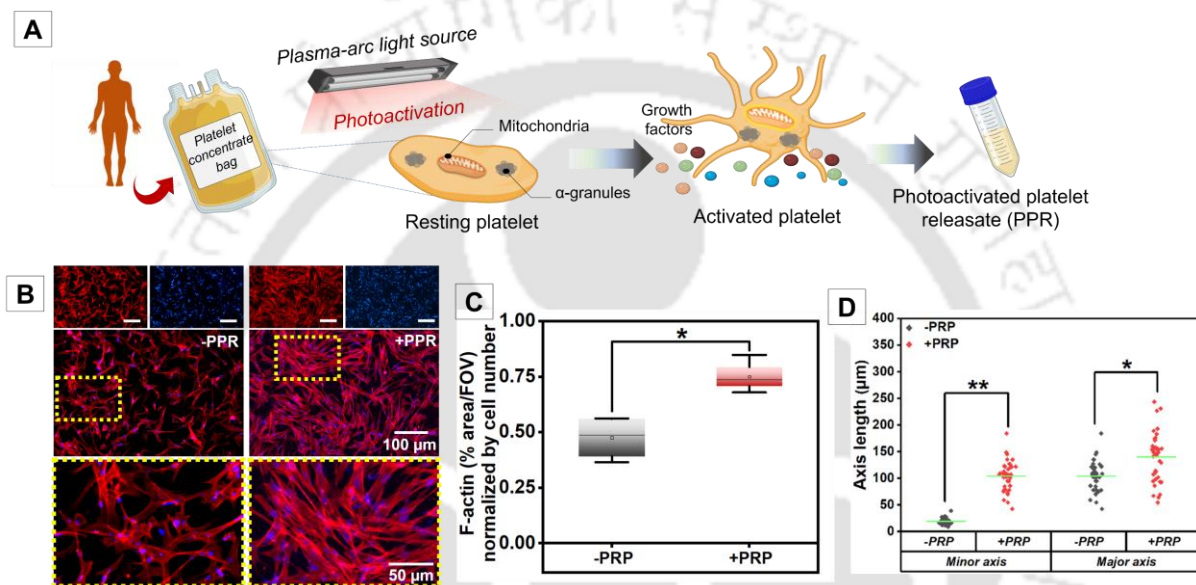 A
Plasma-arc light source
Photoactivation
Platelet
concentrate
bag
Mitochondria
α-granules
Resting platelet
Growth
factors
Activated platelet
Photoactivated platelet
releasate (PPR)
B
-PPR
+PPR
100 µm
50 µm
C
F-actin (% area/FOV)
normalized by cell number
1.00
0.75
0.50
0.25
0.00
*
-PRP
+PRP
D
Axis length (µm)
400
350
300
250
200
150
100
50
0
-PRP
+PRP
**
*
-PRP
+PRP
-PRP
+PRP
Minor axis
Major axis